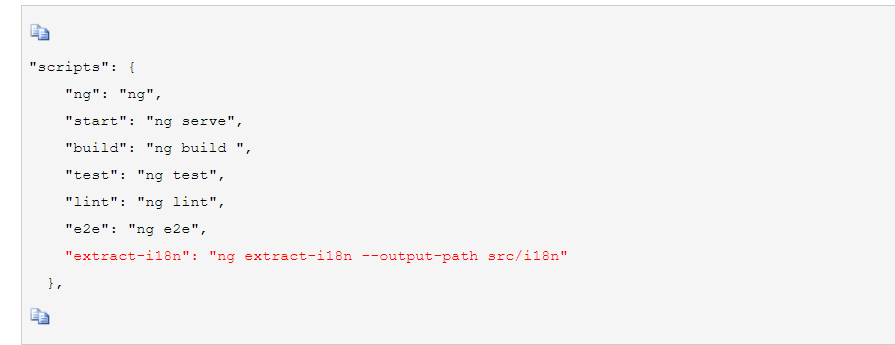 "scripts": {
    "ng": "ng",
    "start": "ng serve",
    "build": "ng build ",
    "test": "ng test",
    "lint": "ng lint",
    "e2e": "ng e2e",
    "extract-i18n": "ng extract-i18n --output-path src/i18n"
  },